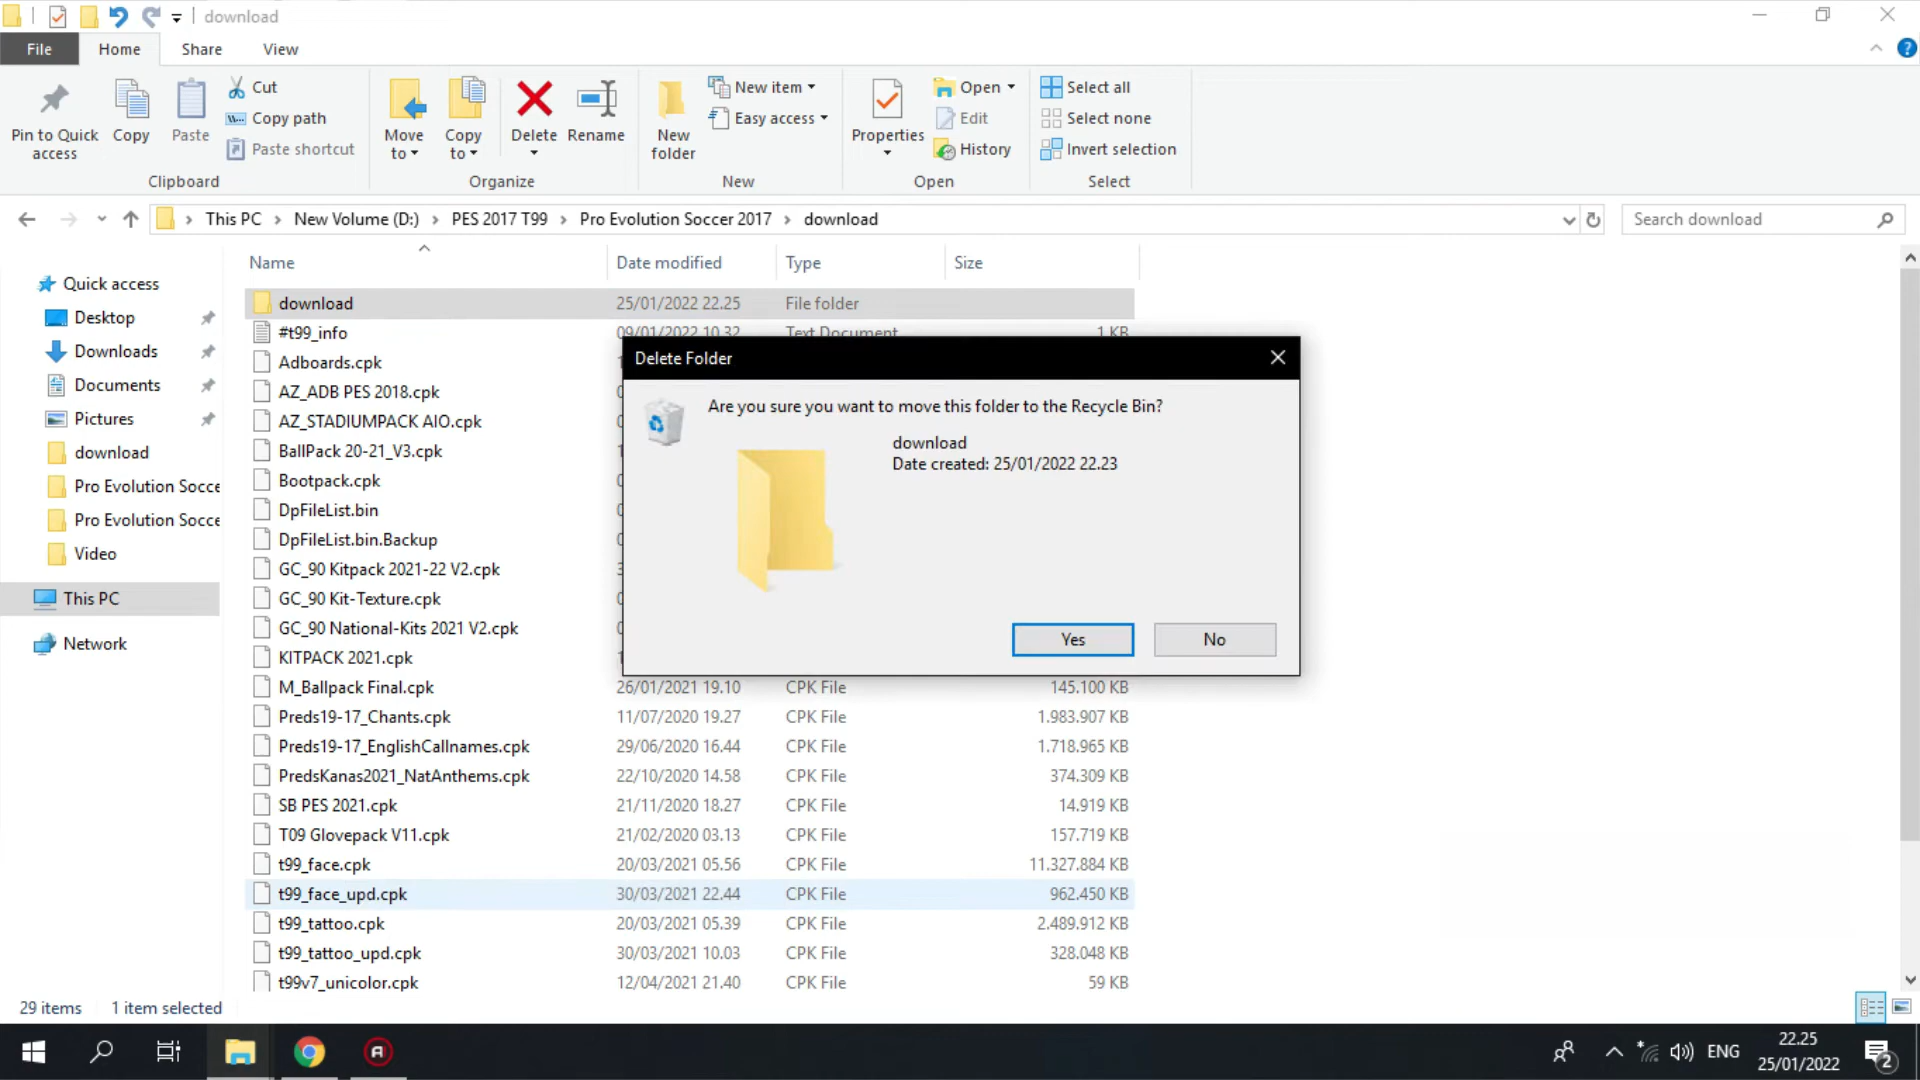 download
File
Home
Share
View
Pin to Quick access
Copy
Paste
Cut
Copy path
Paste shortcut
Clipboard
Move to
Copy to
Delete
Rename
Organize
New folder
New item
Easy access
New
Properties
Open
Edit
History
Open
Select all
Select none
Invert selection
Select
This PC > New Volume (D:) > PES 2017 T99 > Pro Evolution Soccer 2017 > download
Search download
Quick access
Desktop
Downloads
Documents
Pictures
download
Pro Evolution Socce
Pro Evolution Socce
Video
This PC
Network
Name Date modified Type Size
download 25/01/2022 22.25 File folder
#t99_info 09/01/2022 10.32 Text Document 1 KB
Adboards.cpk
AZ_ADB PES 2018.cpk
AZ_STADIUMPACK AIO.cpk
BallPack 20-21_V3.cpk
Bootpack.cpk
DpFileList.bin
DpFileList.bin.Backup
GC_90 Kitpack 2021-22 V2.cpk
GC_90 Kit-Texture.cpk
GC_90 National-Kits 2021 V2.cpk
KITPACK 2021.cpk
M_Ballpack Final.cpk 26/01/2021 19.10 CPK File 145.100 KB
Preds19-17_Chants.cpk 11/07/2020 19.27 CPK File 1.983.907 KB
Preds19-17_EnglishCallnames.cpk 29/06/2020 16.44 CPK File 1.718.965 KB
PredsKanas2021_NatAnthems.cpk 22/10/2020 14.58 CPK File 374.309 KB
SB PES 2021.cpk 21/11/2020 18.27 CPK File 14.919 KB
T09 Glovepack V11.cpk 21/02/2020 03.13 CPK File 157.719 KB
t99_face.cpk 20/03/2021 05.56 CPK File 11.327.884 KB
t99_face_upd.cpk 30/03/2021 22.44 CPK File 962.450 KB
t99_tattoo.cpk 20/03/2021 05.39 CPK File 2.489.912 KB
t99_tattoo_upd.cpk 30/03/2021 10.03 CPK File 328.048 KB
t99v7_unicolor.cpk 12/04/2021 21.40 CPK File 59 KB
Delete Folder
Are you sure you want to move this folder to the Recycle Bin?
download
Date created: 25/01/2022 22.23
Yes
No
29 items 1 item selected
ENG
22.25
25/01/2022
2